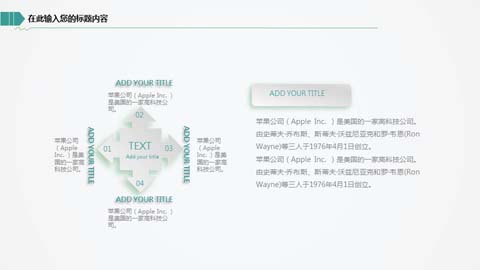 在此输入您的标题内容
ADD YOUR TITLE
苹果公司（Apple Inc. ）
是美国的一家高科技公
司。
02
苹果公司
（Apple
Inc. ）是美
国的一家高
科技公司。
ADD YOUR TITLE
01
TEXT
Add your title
03
ADD YOUR TITLE
苹果公司
（Apple
Inc. ）是美
国的一家高
科技公司。
04
ADD YOUR TITLE
苹果公司（Apple Inc. ）
是美国的一家高科技公
司。
ADD YOUR TITLE
苹果公司（Apple Inc. ）是美国的一家高科技公司。
由史蒂夫·乔布斯、斯蒂夫·沃兹尼亚克和罗·韦恩(Ron
Wayne)等三人于1976年4月1日创立。
苹果公司（Apple Inc. ）是美国的一家高科技公司。
由史蒂夫·乔布斯、斯蒂夫·沃兹尼亚克和罗·韦恩(Ron
Wayne)等三人于1976年4月1日创立。